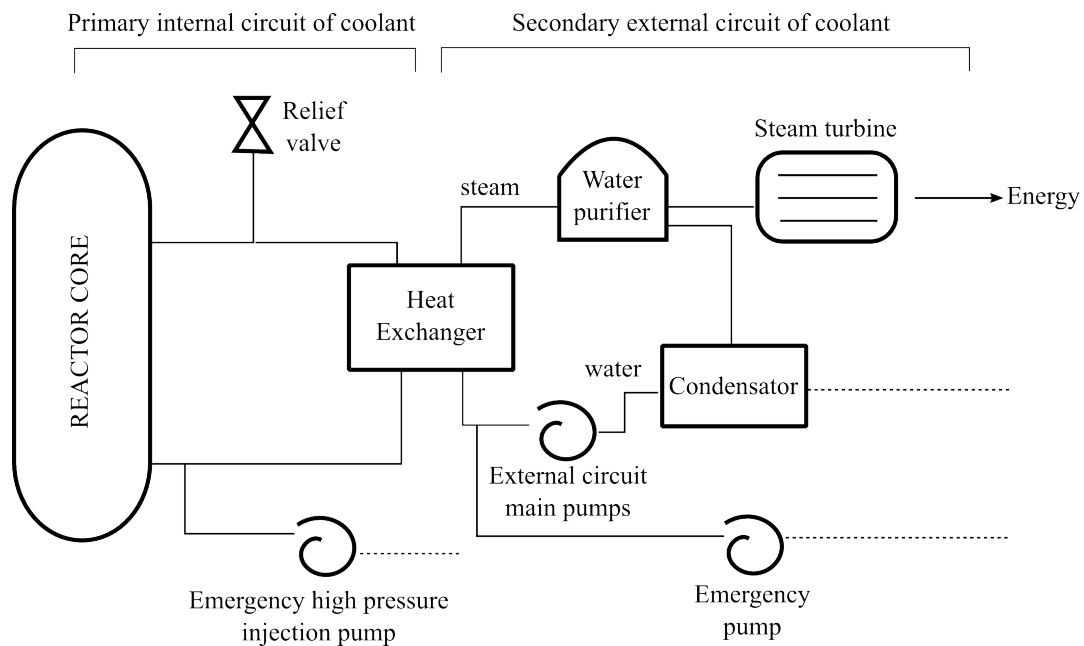 Primary internal circuit of coolant
Secondary external circuit of coolant
Relief
valve
Steam turbine
steam
Water
purifier
Energy
REACTOR CORE
Heat
Exchanger
water
Condensator
External circuit
main pumps
Emergency high pressure
injection pump
Emergency
pump